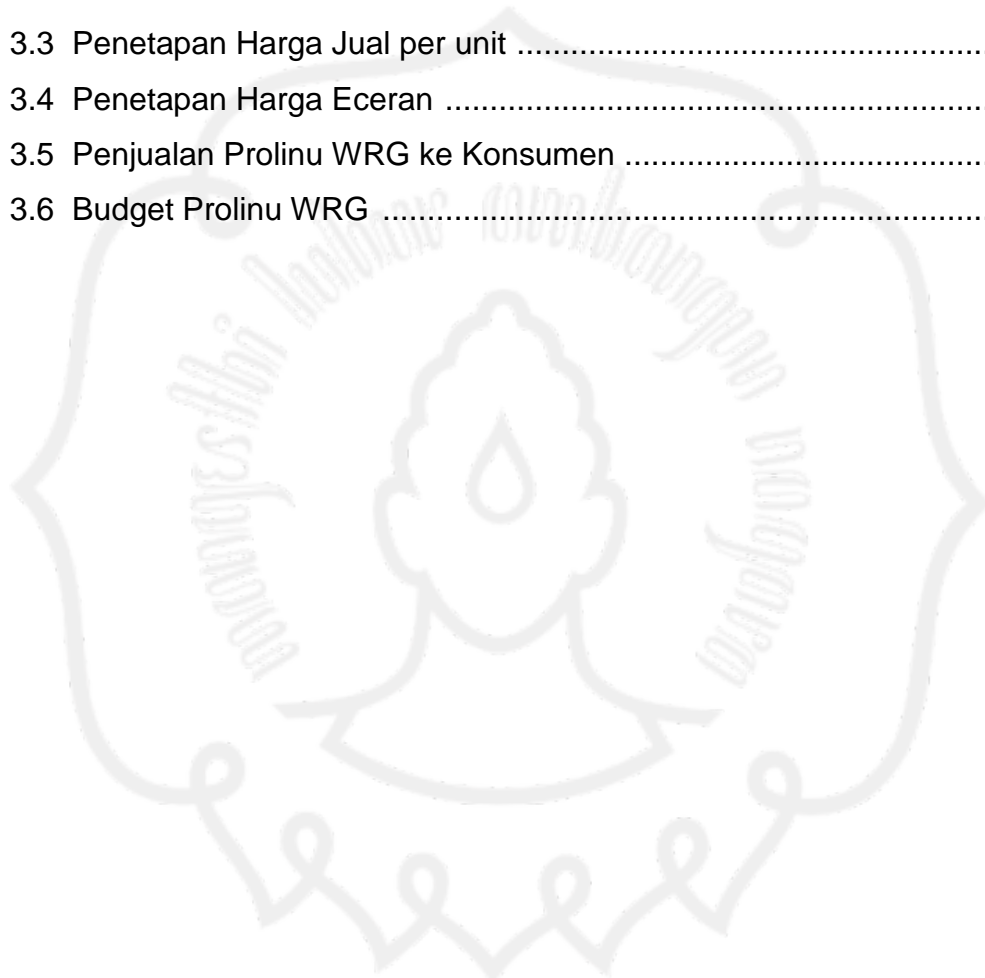 3.3 Penetapan Harga Jual per unit ................................................
3.4 Penetapan Harga Eceran ........................................................
3.5 Penjualan Prolinu WRG ke Konsumen ..................................
3.6 Budget Prolinu WRG ..............................................................